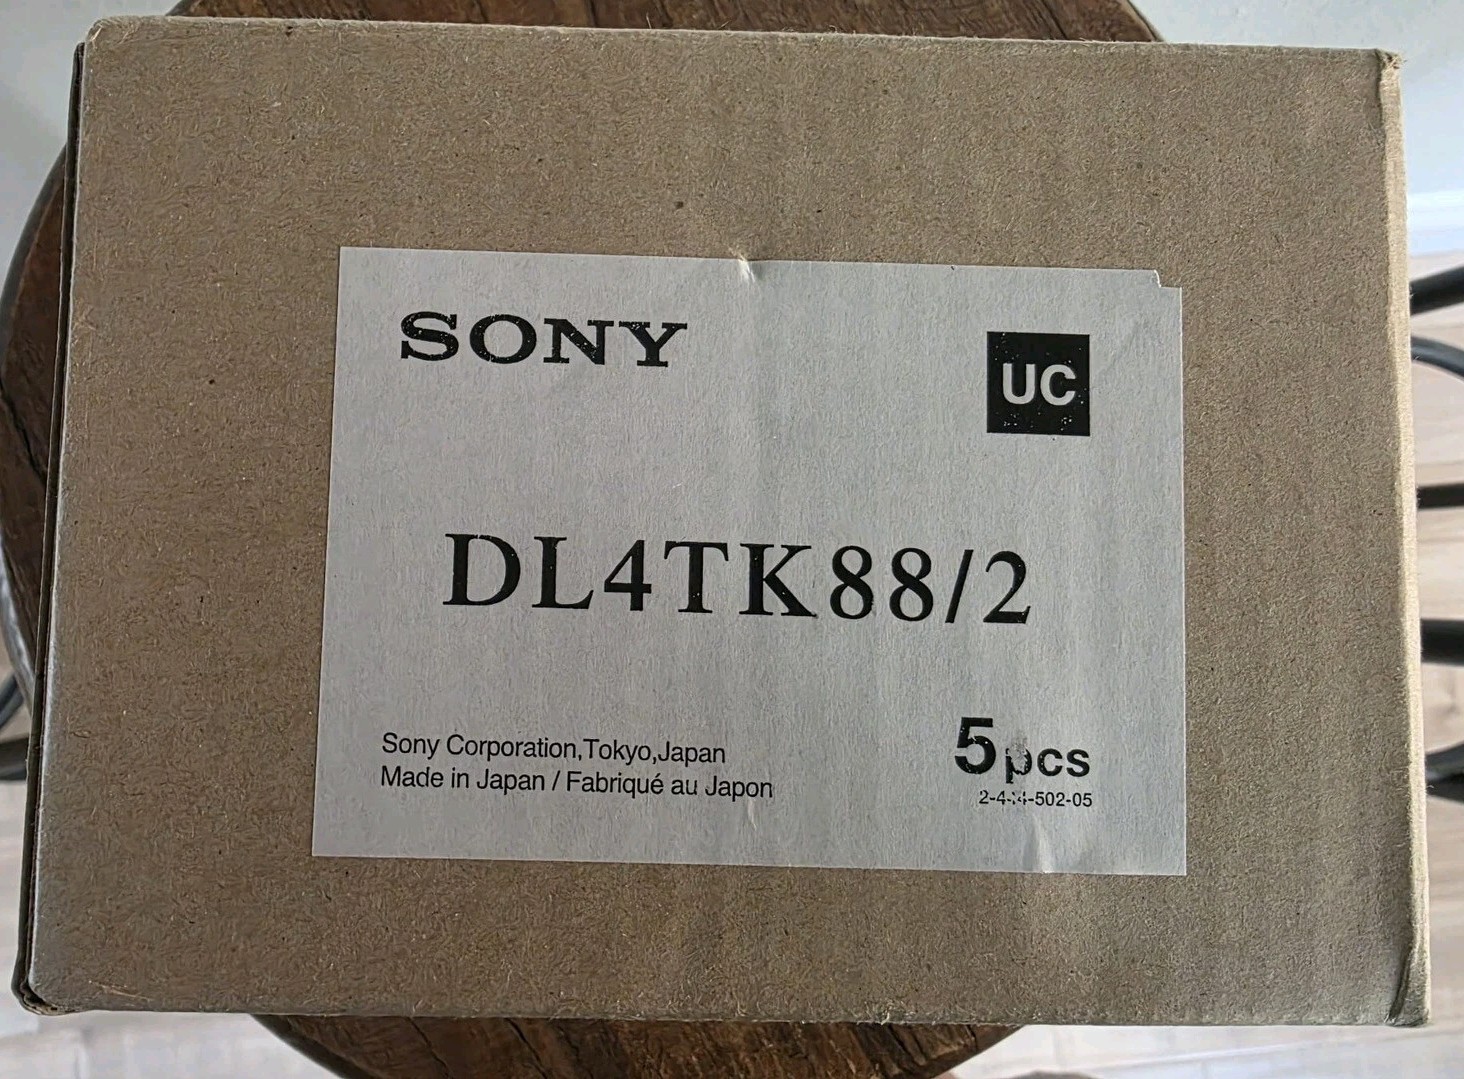 SONY
UC
DL4TK88/2
Sony Corporation,Tokyo,Japan
Made in Japan / Fabriqué au Japon
5pcs